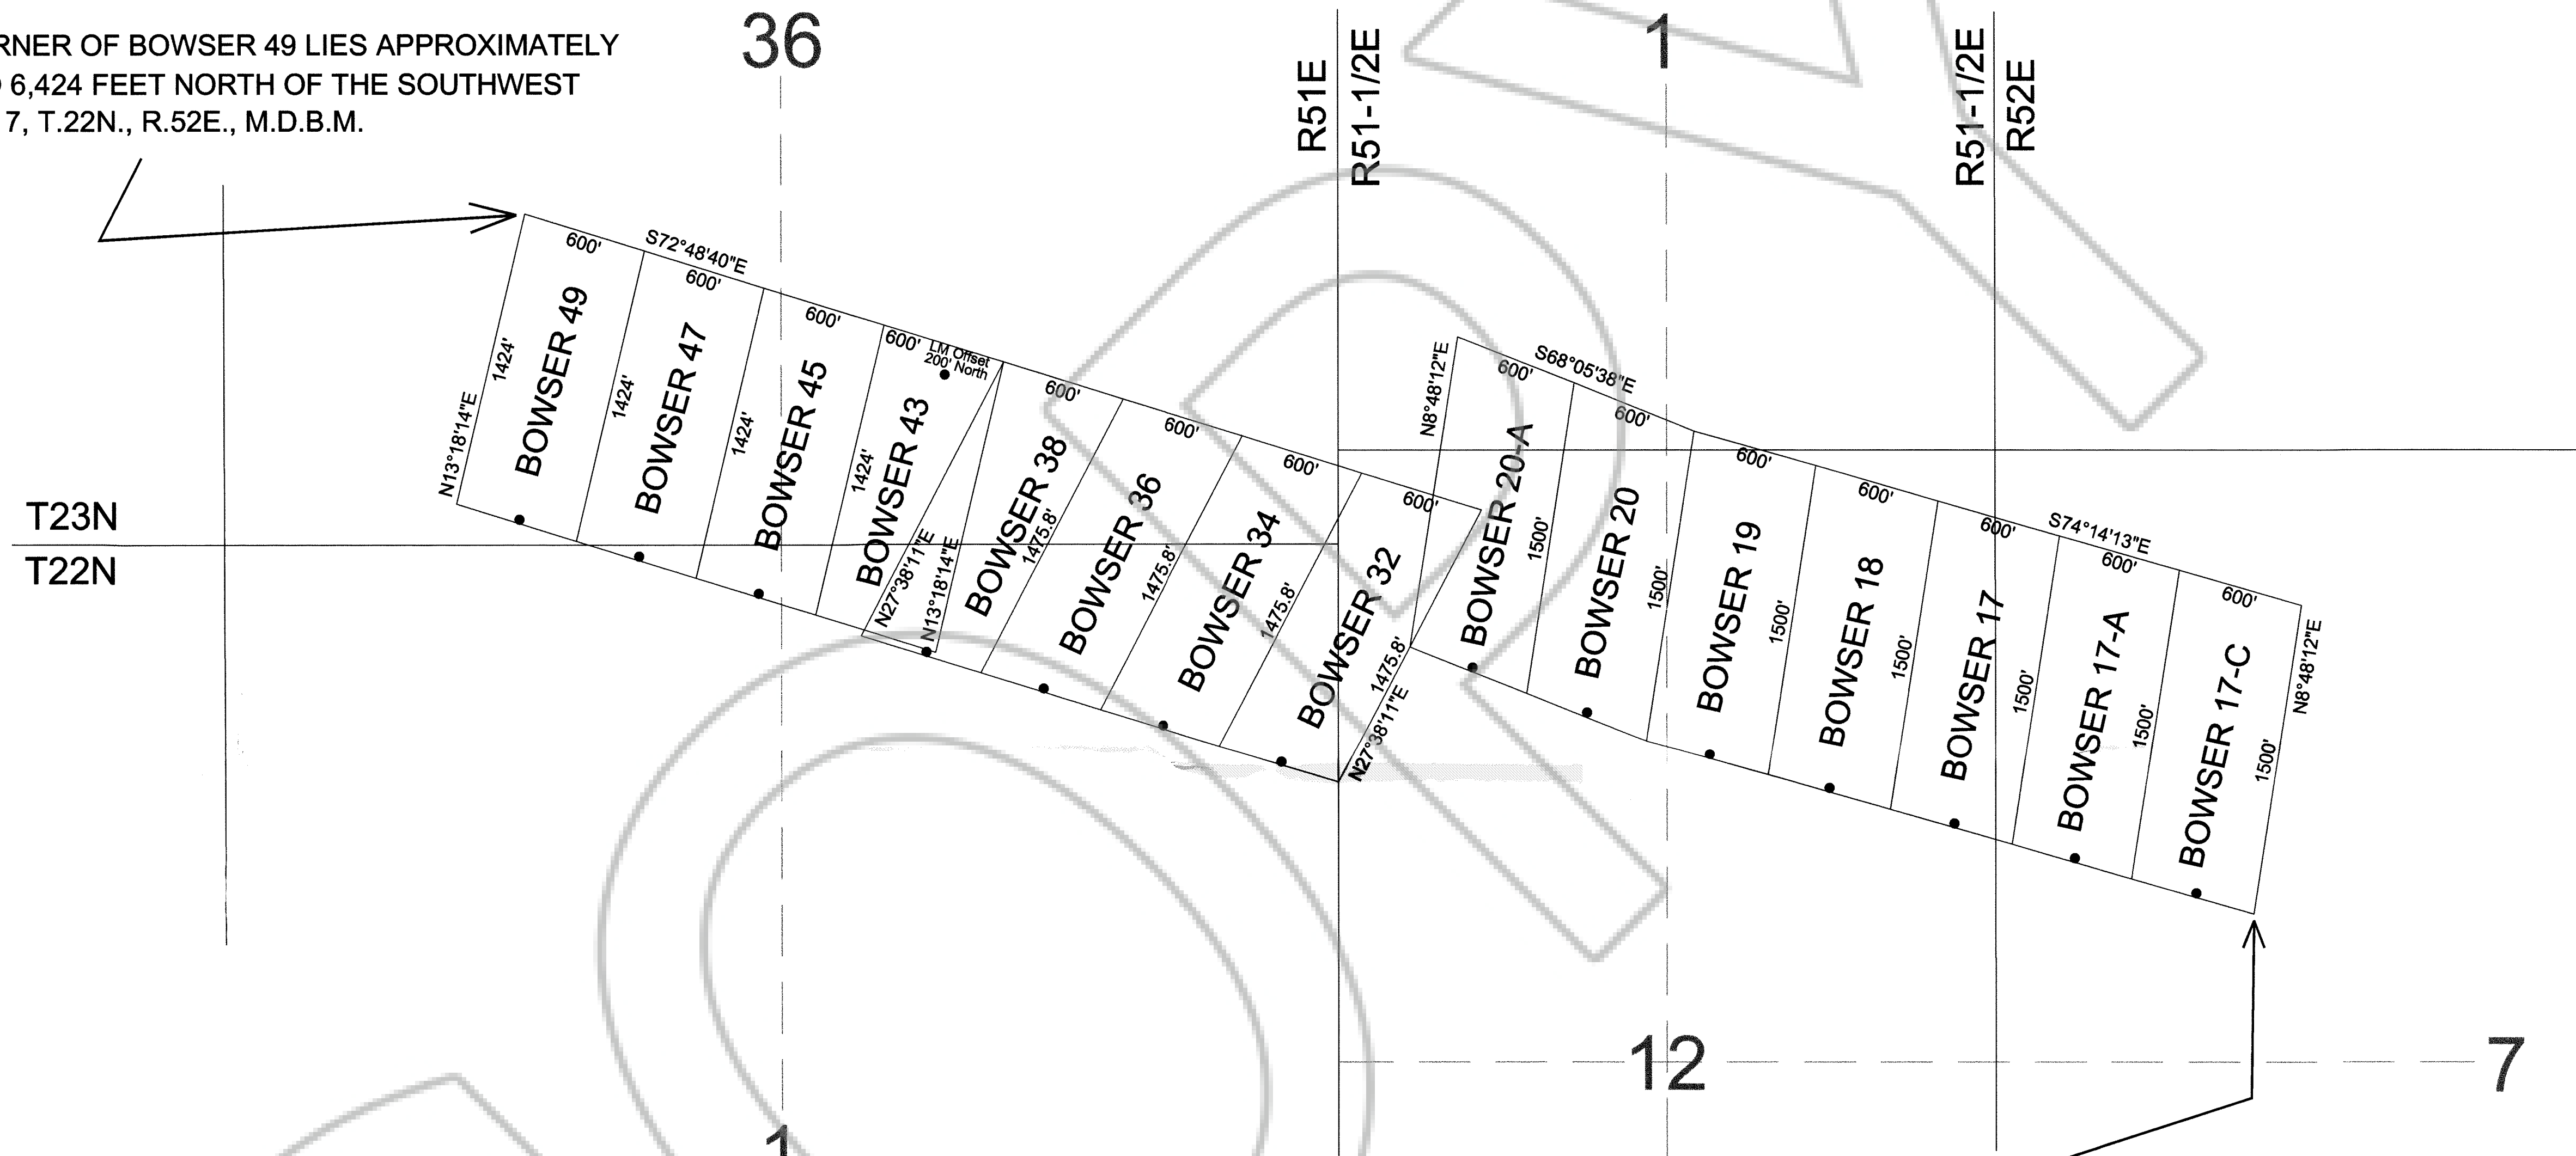 36
1
RNER OF BOWSER 49 LIES APPROXIMATELY
6,424 FEET NORTH OF THE SOUTHWEST
7, T.22N., R.52E., M.D.B.M.
R51E
R51-1/2E
R51-1/2E
R52E
600'
S72°48'40"E
600'
600'
600'
LM Offset
200' North
600'
600'
600'
600'
N8°48'12"E
600'
S68°05'38"E
600'
600'
600'
600'
S74°14'13"E
600'
600'
N13°18'14"E
1424'
BOWSER 49
1424'
BOWSER 47
1424'
BOWSER 45
1424'
BOWSER 43
N27°38'11"E
N13°18'14"E
BOWSER 38
1475.8'
BOWSER 36
1475.8'
BOWSER 34
1475.8'
BOWSER 32
1475.8'
N27°38'11"E
BOWSER 20-A
1500'
BOWSER 20
1500'
BOWSER 19
1500'
BOWSER 18
1500'
BOWSER 17
1500'
BOWSER 17-A
1500'
BOWSER 17-C
1500'
N8°48'12"E
T23N
T22N
12
7
1